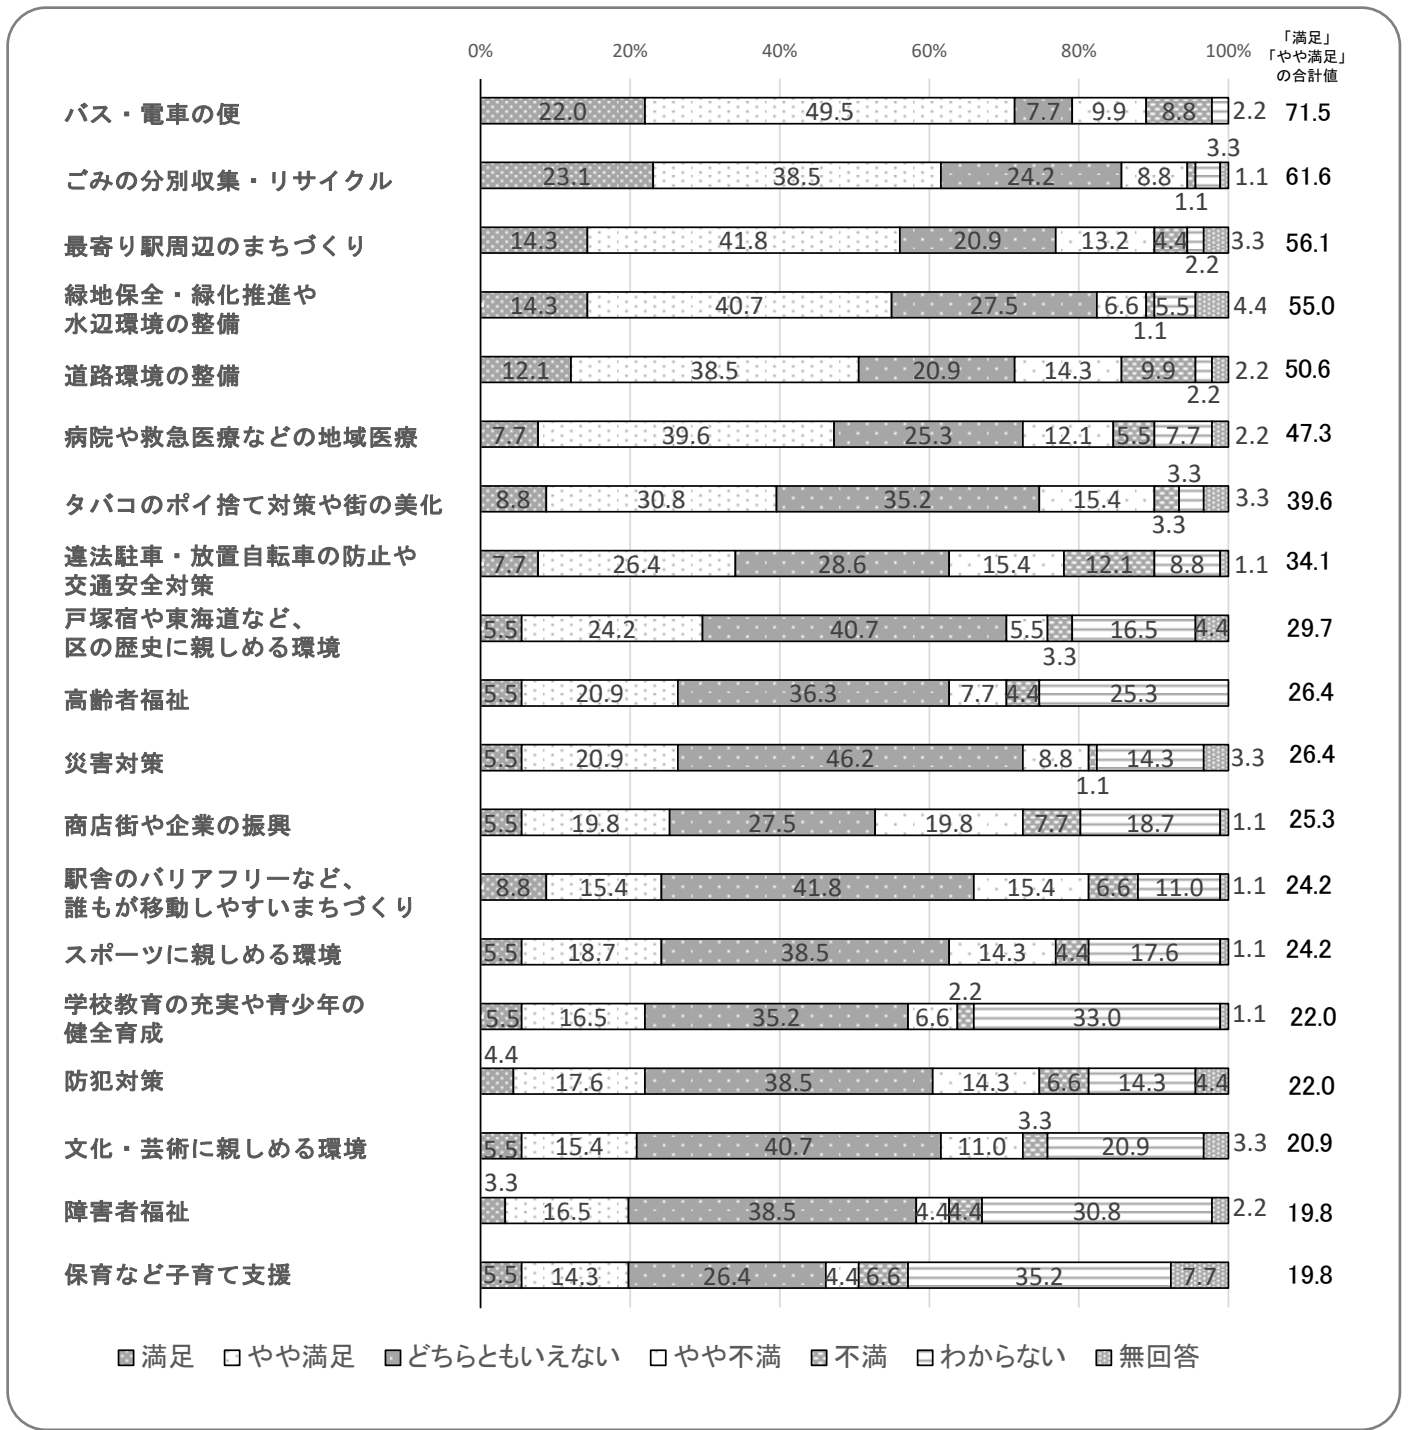 0% 20% 40% 60% 80% 100%
「満足」
「やや満足」
の合計値
バス・電車の便 22.0 49.5 7.7 9.9 8.8 2.2 71.5
3.3
ごみの分別収集・リサイクル 23.1 38.5 24.2 8.8 1.1 61.6
1.1
最寄り駅周辺のまちづくり 14.3 41.8 20.9 13.2 4.4 3.3 56.1
2.2
緑地保全・緑化推進や
水辺環境の整備 14.3 40.7 27.5 6.6 5.5 4.4 55.0
1.1
道路環境の整備 12.1 38.5 20.9 14.3 9.9 2.2 50.6
2.2
病院や救急医療などの地域医療 7.7 39.6 25.3 12.1 5.5 7.7 2.2 47.3
3.3
タバコのポイ捨て対策や街の美化 8.8 30.8 35.2 15.4 3.3 39.6
3.3
違法駐車・放置自転車の防止や
交通安全対策 7.7 26.4 28.6 15.4 12.1 8.8 1.1 34.1
戸塚宿や東海道など、
区の歴史に親しめる環境 5.5 24.2 40.7 5.5 16.5 4.4 29.7
3.3
高齢者福祉 5.5 20.9 36.3 7.7 4.4 25.3 26.4
災害対策 5.5 20.9 46.2 8.8 14.3 3.3 26.4
1.1
商店街や企業の振興 5.5 19.8 27.5 19.8 7.7 18.7 1.1 25.3
駅舎のバリアフリーなど、
誰もが移動しやすいまちづくり 8.8 15.4 41.8 15.4 6.6 11.0 1.1 24.2
スポーツに親しめる環境 5.5 18.7 38.5 14.3 4.4 17.6 1.1 24.2
2.2
学校教育の充実や青少年の
健全育成 5.5 16.5 35.2 6.6 33.0 1.1 22.0
4.4
防犯対策 17.6 38.5 14.3 6.6 14.3 4.4 22.0
3.3
文化・芸術に親しめる環境 5.5 15.4 40.7 11.0 20.9 3.3 20.9
3.3
障害者福祉 16.5 38.5 4.4 4.4 30.8 2.2 19.8
保育など子育て支援 5.5 14.3 26.4 4.4 6.6 35.2 7.7 19.8
満足 やや満足 どちらともいえない やや不満 不満 わからない 無回答